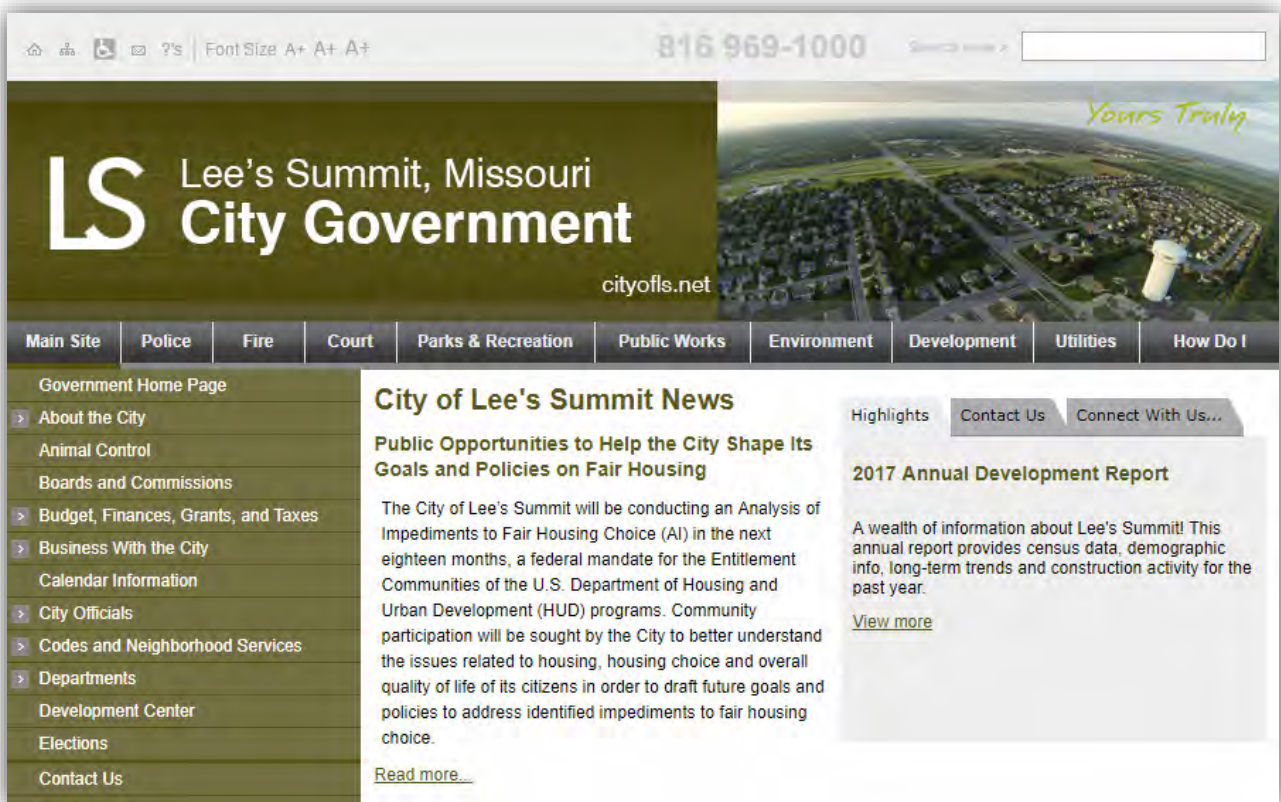 ?'s Font Size A+ A+ A+
816 969-1000
Yours Truly
LS
Lee's Summit, Missouri
City Government
cityofls.net
Main Site Police Fire Court Parks & Recreation Public Works Environment Development Utilities How Do I
Government Home Page
About the City
Animal Control
Boards and Commissions
Budget, Finances, Grants, and Taxes
Business With the City
Calendar Information
City Officials
Codes and Neighborhood Services
Departments
Development Center
Elections
Contact Us
City of Lee's Summit News
Public Opportunities to Help the City Shape Its
Goals and Policies on Fair Housing
The City of Lee's Summit will be conducting an Analysis of
Impediments to Fair Housing Choice (AI) in the next
eighteen months, a federal mandate for the Entitlement
Communities of the U.S. Department of Housing and
Urban Development (HUD) programs. Community
participation will be sought by the City to better understand
the issues related to housing, housing choice and overall
quality of life of its citizens in order to draft future goals and
policies to address identified impediments to fair housing
choice.
Read more...
Highlights Contact Us Connect With Us...
2017 Annual Development Report
A wealth of information about Lee's Summit! This
annual report provides census data, demographic
info, long-term trends and construction activity for the
past year.
View more